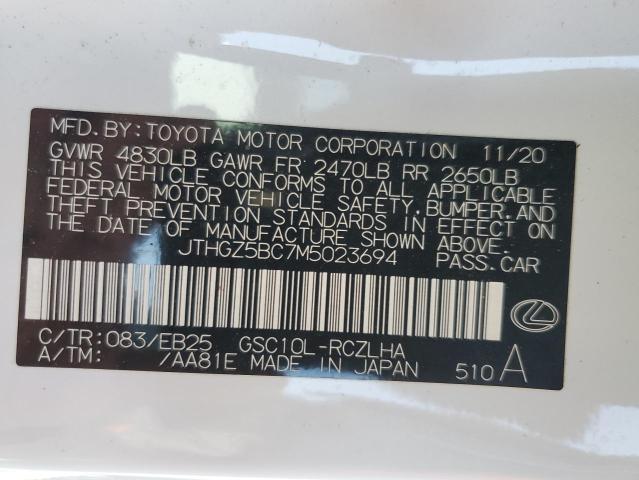 MFD.BY:TOYOTA MOTOR CORPORATION 11/20
GVWR 4830LB GAWR FR 2470LB RR 2650LB
THIS VEHICLE CONFORMS TO ALL APPLICABLE
FEDERAL MOTOR VEHICLE SAFETY,BUMPER,AND
THEFT PREVENTION STANDARDS IN EFFECT ON
THE DATE OF MANUFACTURE SHOWN ABOVE.
JTHGZ5BC7M5023694 PASS.CAR
C/TR:083/EB25 GSC10L-RCZLHA
A/TM: /AA81E MADE IN JAPAN 510 A